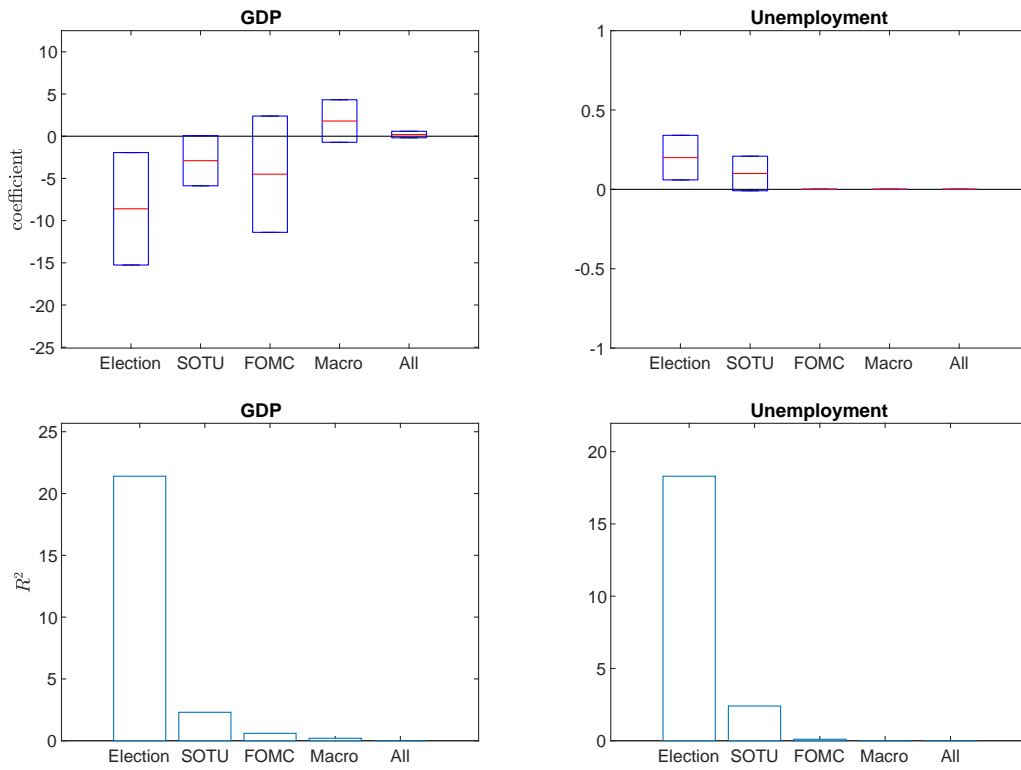 GDP
coefficient
10
5
0
-5
-10
-15
-20
-25
Election SOTU FOMC Macro All
Unemployment
1
0.5
0
-0.5
-1
Election SOTU FOMC Macro All
GDP
R²
25
20
15
10
5
0
Election SOTU FOMC Macro All
Unemployment
20
15
10
5
0
Election SOTU FOMC Macro All